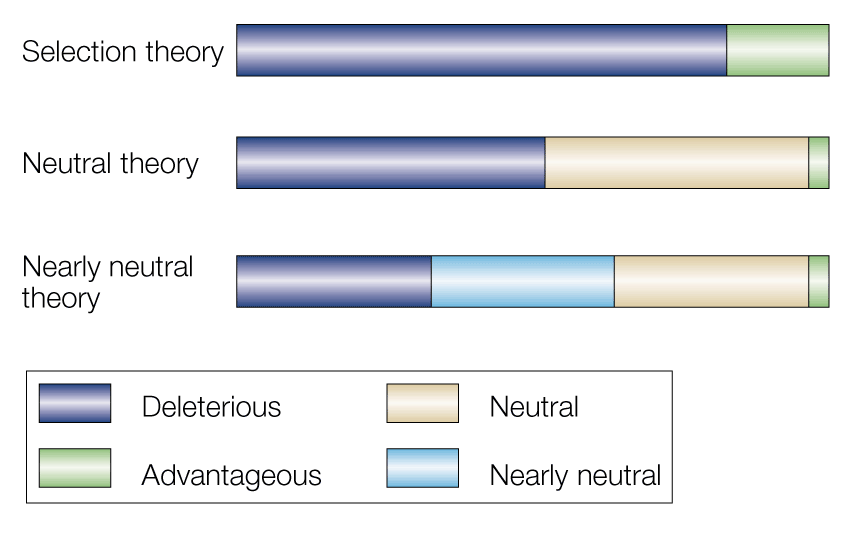 Selection theory
Neutral theory
Nearly neutral
theory
Deleterious
Neutral
Advantageous
Nearly neutral